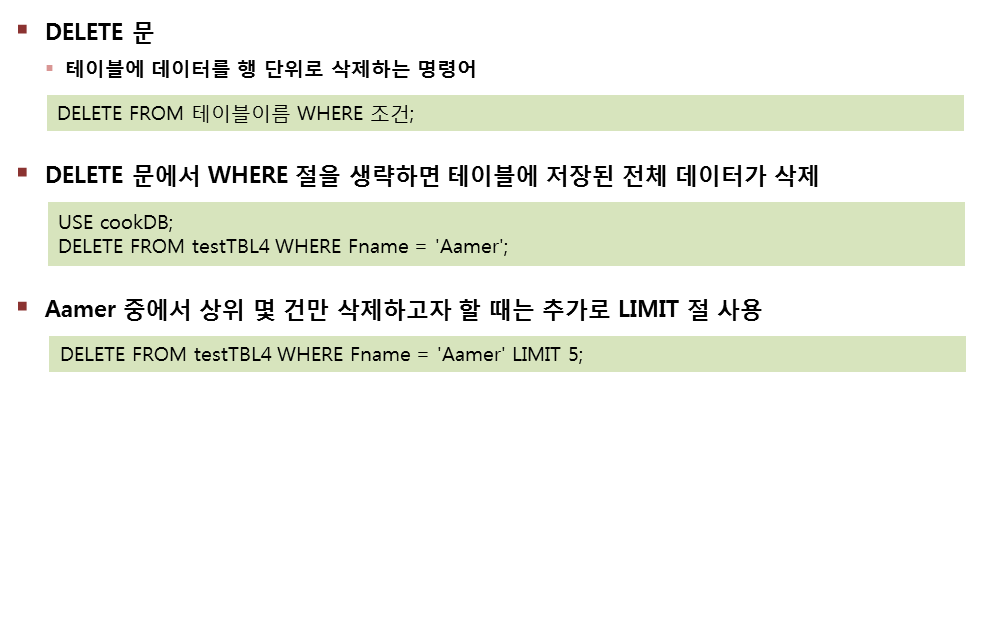 DELETE 문
테이블에 데이터를 행 단위로 삭제하는 명령어
DELETE FROM 테이블이름 WHERE 조건;
DELETE 문에서 WHERE 절을 생략하면 테이블에 저장된 전체 데이터가 삭제
USE cookDB;
DELETE FROM testTBL4 WHERE Fname = 'Aamer';
Aamer 중에서 상위 몇 건만 삭제하고자 할 때는 추가로 LIMIT 절 사용
DELETE FROM testTBL4 WHERE Fname = 'Aamer' LIMIT 5;